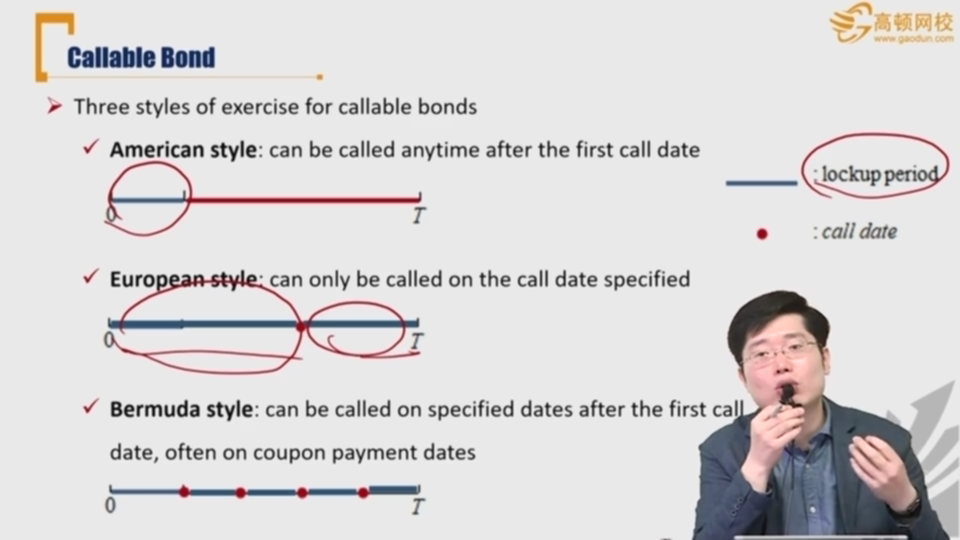 高顿网校
www.gaodun.com
Callable Bond
Three styles of exercise for callable bonds
American style: can be called anytime after the first call date
: lockup period
0 T
: call date
European style: can only be called on the call date specified
0 T
Bermuda style: can be called on specified dates after the first call
date, often on coupon payment dates
0 T